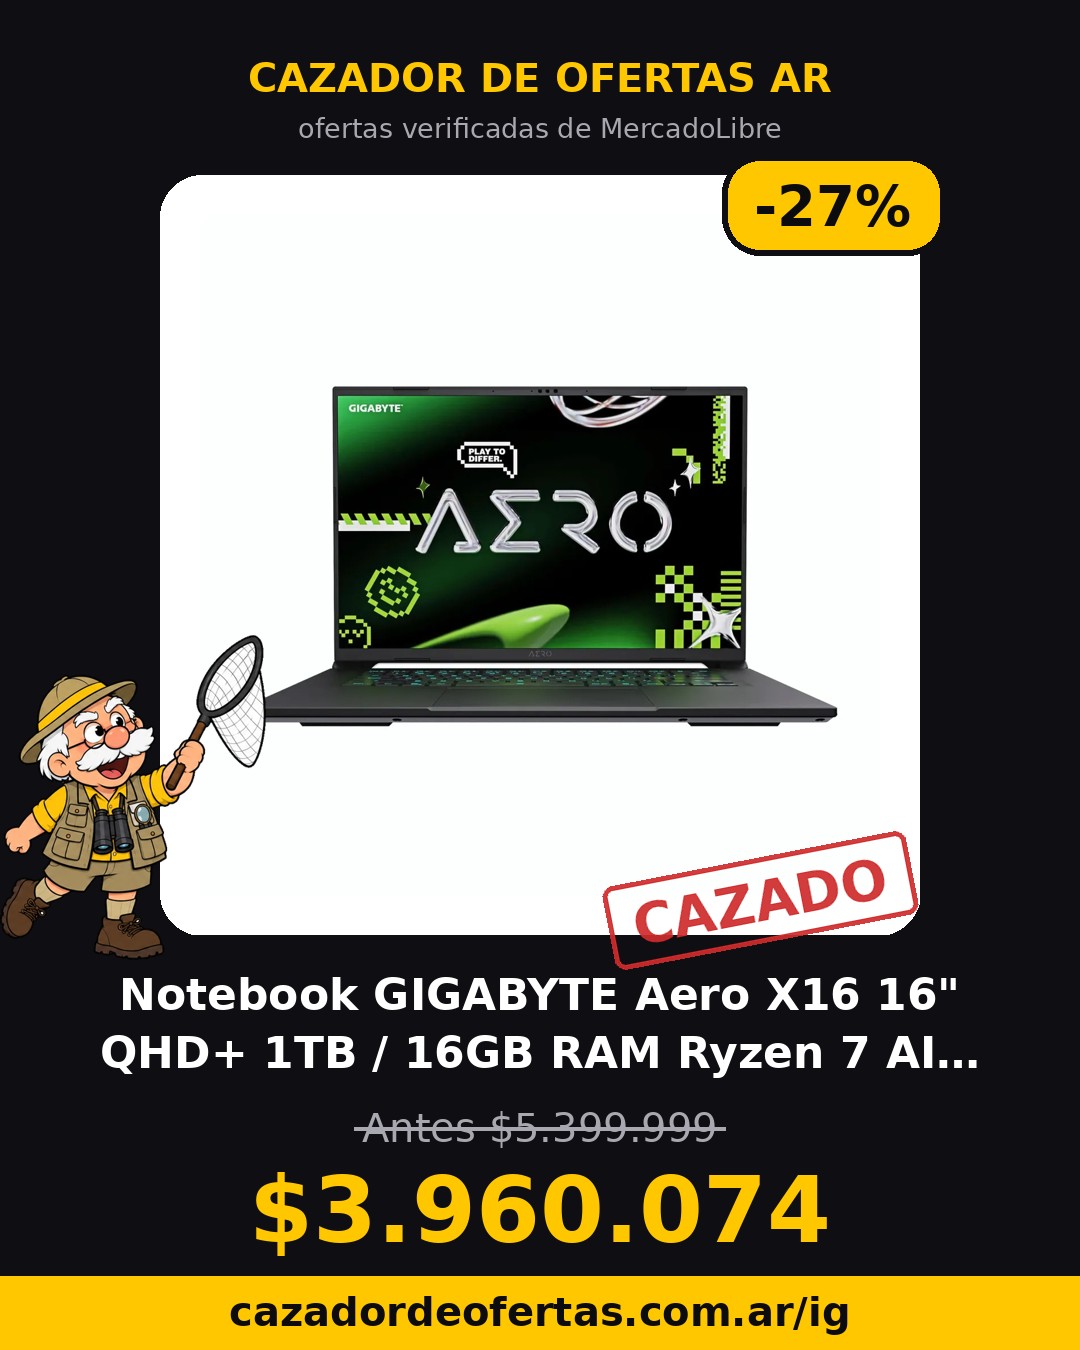 CAZADOR DE OFERTAS AR
ofertas verificadas de MercadoLibre
-27%
GIGABYTE
PLAY TO
DIFFER.
AERO
AERO
CAZADO
Notebook GIGABYTE Aero X16 16"
QHD+ 1TB / 16GB RAM Ryzen 7 AI...
Antes $5.399.999
$3.960.074
cazadordeofertas.com.ar/ig